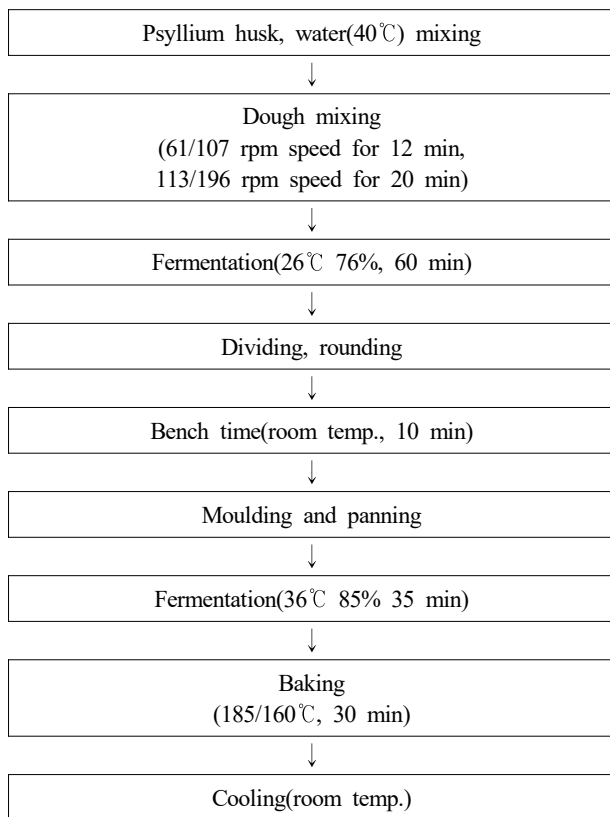 Psyllium husk, water(40℃) mixing
↓
Dough mixing
(61/107 rpm speed for 12 min,
113/196 rpm speed for 20 min)
↓
Fermentation(26℃ 76%, 60 min)
↓
Dividing, rounding
↓
Bench time(room temp., 10 min)
↓
Moulding and panning
↓
Fermentation(36℃ 85% 35 min)
↓
Baking
(185/160℃, 30 min)
↓
Cooling(room temp.)